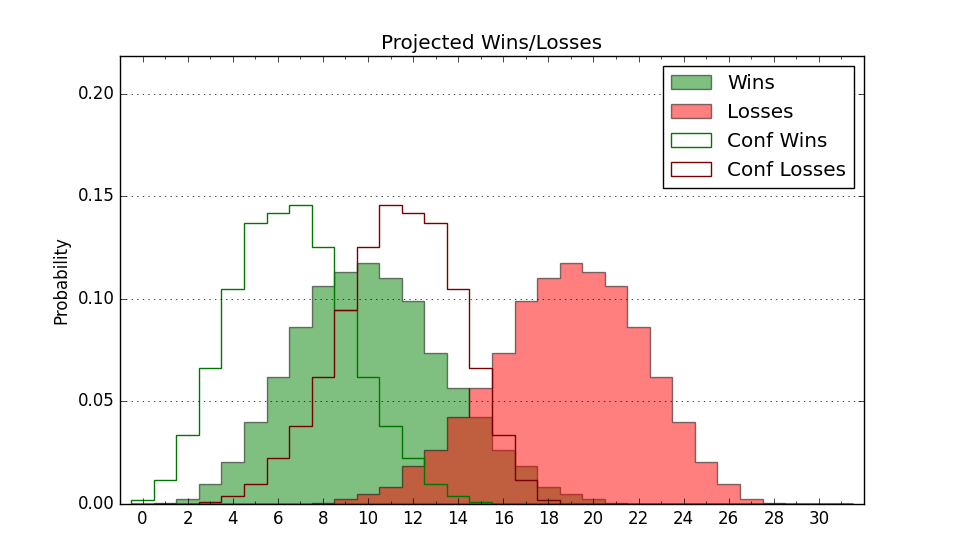 Projected Wins/Losses
Wins
Losses
Conf Wins
Conf Losses
Probability
0.20
0.15
0.10
0.05
0.00
0 2 4 6 8 10 12 14 16 18 20 22 24 26 28 30